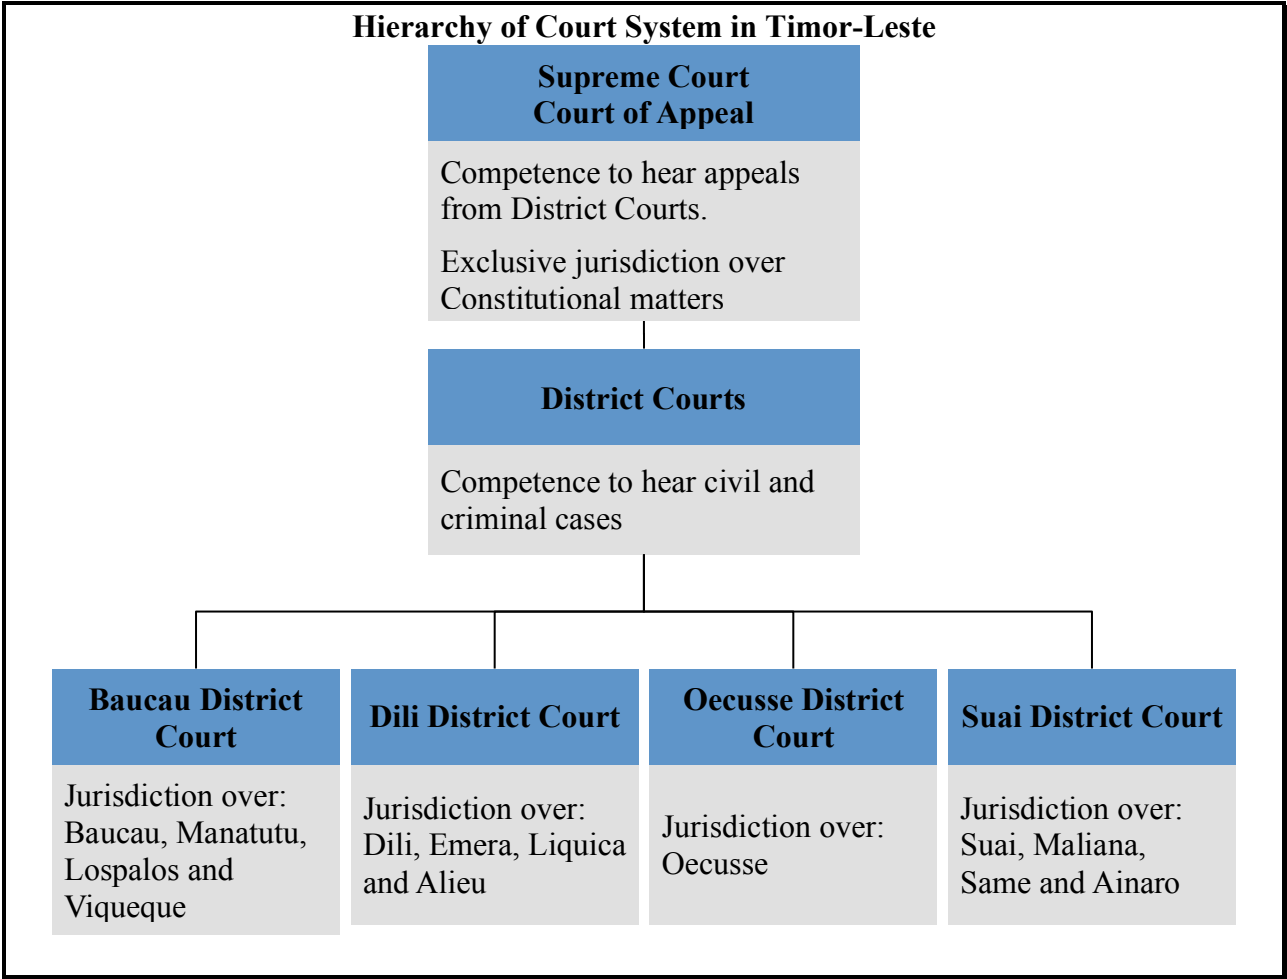 Hierarchy of Court System in Timor-Leste
Supreme Court
Court of Appeal
Competence to hear appeals
from District Courts.
Exclusive jurisdiction over
Constitutional matters
District Courts
Competence to hear civil and
criminal cases
Baucau District
Court
Jurisdiction over:
Baucau, Manatutu,
Lospalos and
Viqueque
Dili District Court
Jurisdiction over:
Dili, Emera, Liquica
and Alieu
Oecusse District
Court
Jurisdiction over:
Oecusse
Suai District Court
Jurisdiction over:
Suai, Maliana,
Same and Ainaro